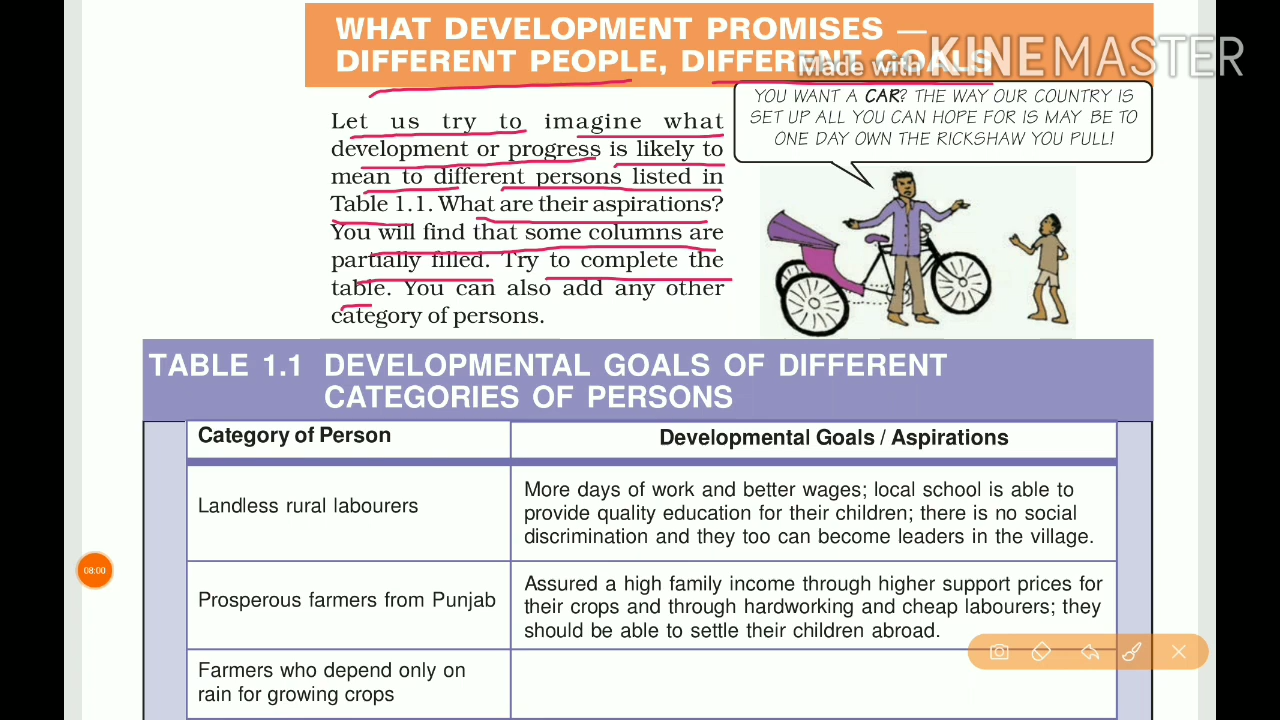 WHAT DEVELOPMENT PROMISES —
DIFFERENT PEOPLE, DIFFERENT GOALS
Made with KINEMASTER
YOU WANT A CAR? THE WAY OUR COUNTRY IS
SET UP ALL YOU CAN HOPE FOR IS MAY BE TO
ONE DAY OWN THE RICKSHAW YOU PULL!
Let us try to imagine what
development or progress is likely to
mean to different persons listed in
Table 1.1. What are their aspirations?
You will find that some columns are
partially filled. Try to complete the
table. You can also add any other
category of persons.
TABLE 1.1 DEVELOPMENTAL GOALS OF DIFFERENT
CATEGORIES OF PERSONS
Category of Person
Developmental Goals / Aspirations
Landless rural labourers
More days of work and better wages; local school is able to
provide quality education for their children; there is no social
discrimination and they too can become leaders in the village.
Prosperous farmers from Punjab
Assured a high family income through higher support prices for
their crops and through hardworking and cheap labourers; they
should be able to settle their children abroad.
Farmers who depend only on
rain for growing crops
08:00